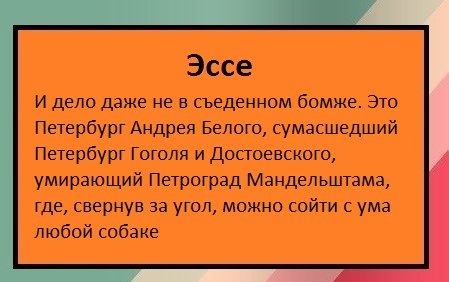 Эссе
И дело даже не в съеденном бомже. Это
Петербург Андрея Белого, сумасшедший
Петербург Гоголя и Достоевского,
умирающий Петроград Мандельштама,
где, свернув за угол, можно сойти с ума
любой собаке